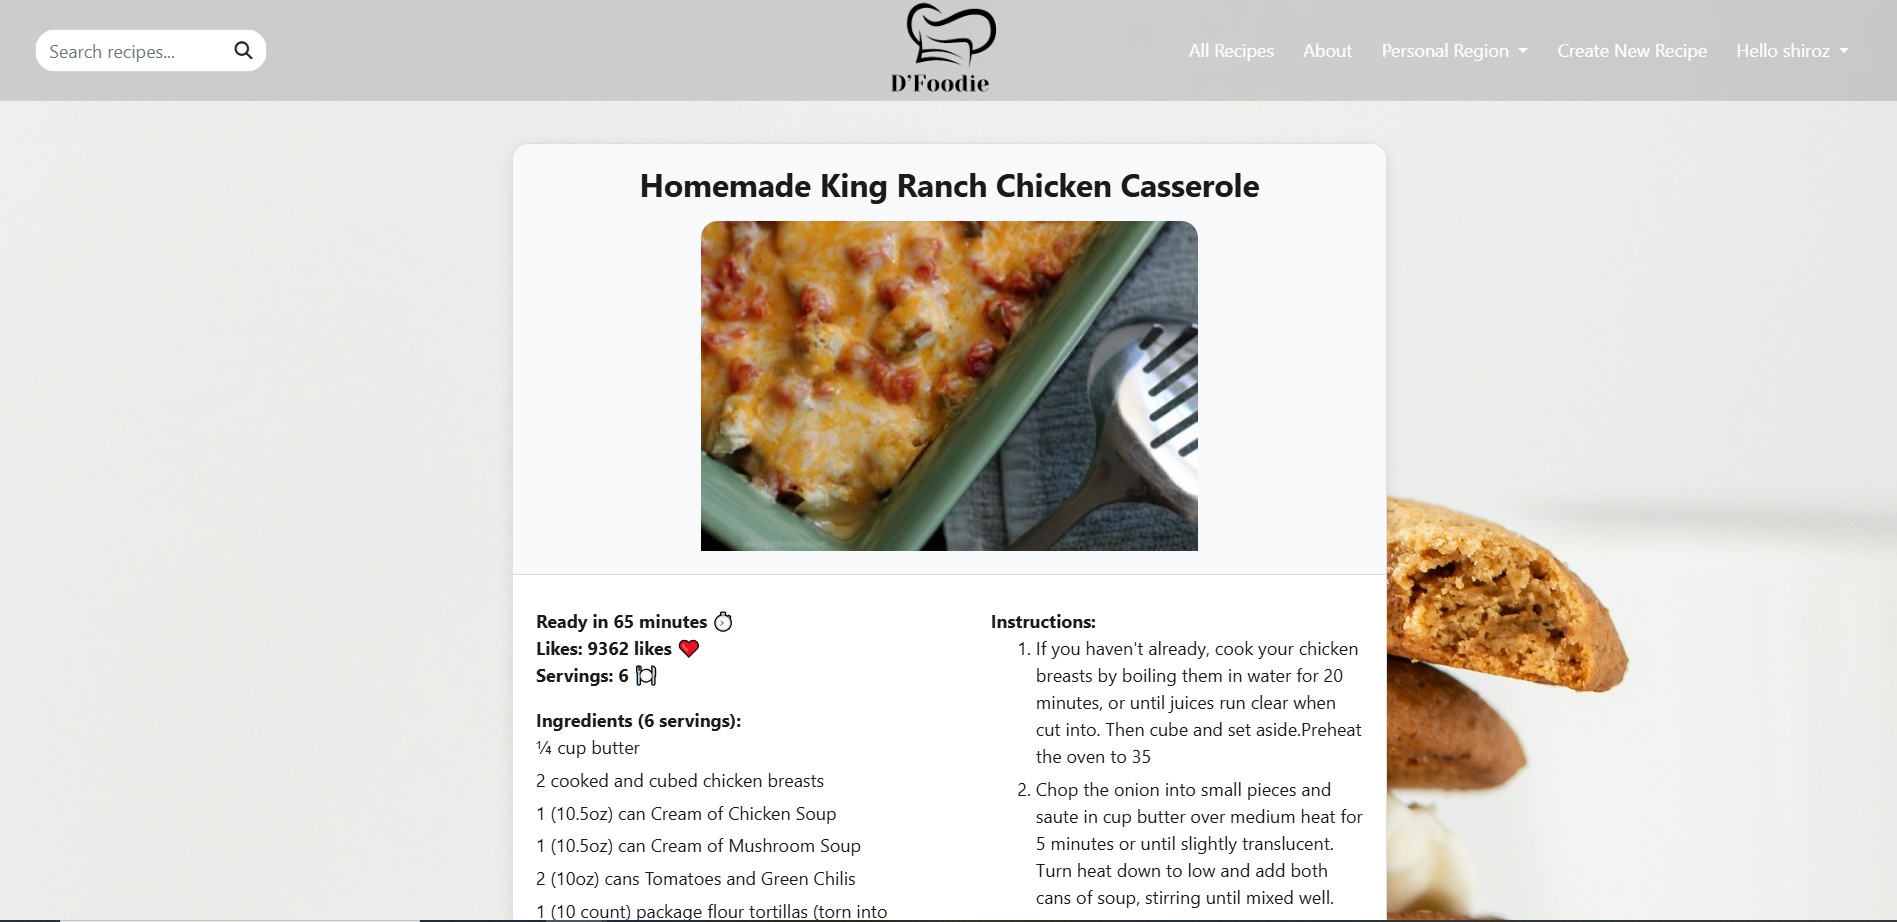 Search recipes...
D'Foodie
All Recipes
About
Personal Region
Create New Recipe
Hello shiroz
Homemade King Ranch Chicken Casserole
Ready in 65 minutes
Likes: 9362 likes
Servings: 6
Ingredients (6 servings):
¼ cup butter
2 cooked and cubed chicken breasts
1 (10.5oz) can Cream of Chicken Soup
1 (10.5oz) can Cream of Mushroom Soup
2 (10oz) cans Tomatoes and Green Chilis
1 (10 count) package flour tortillas (torn into
Instructions:
1. If you haven't already, cook your chicken
breasts by boiling them in water for 20
minutes, or until juices run clear when
cut into. Then cube and set aside.Preheat
the oven to 35
2. Chop the onion into small pieces and
saute in cup butter over medium heat for
5 minutes or until slightly translucent.
Turn heat down to low and add both
cans of soup, stirring until mixed well.